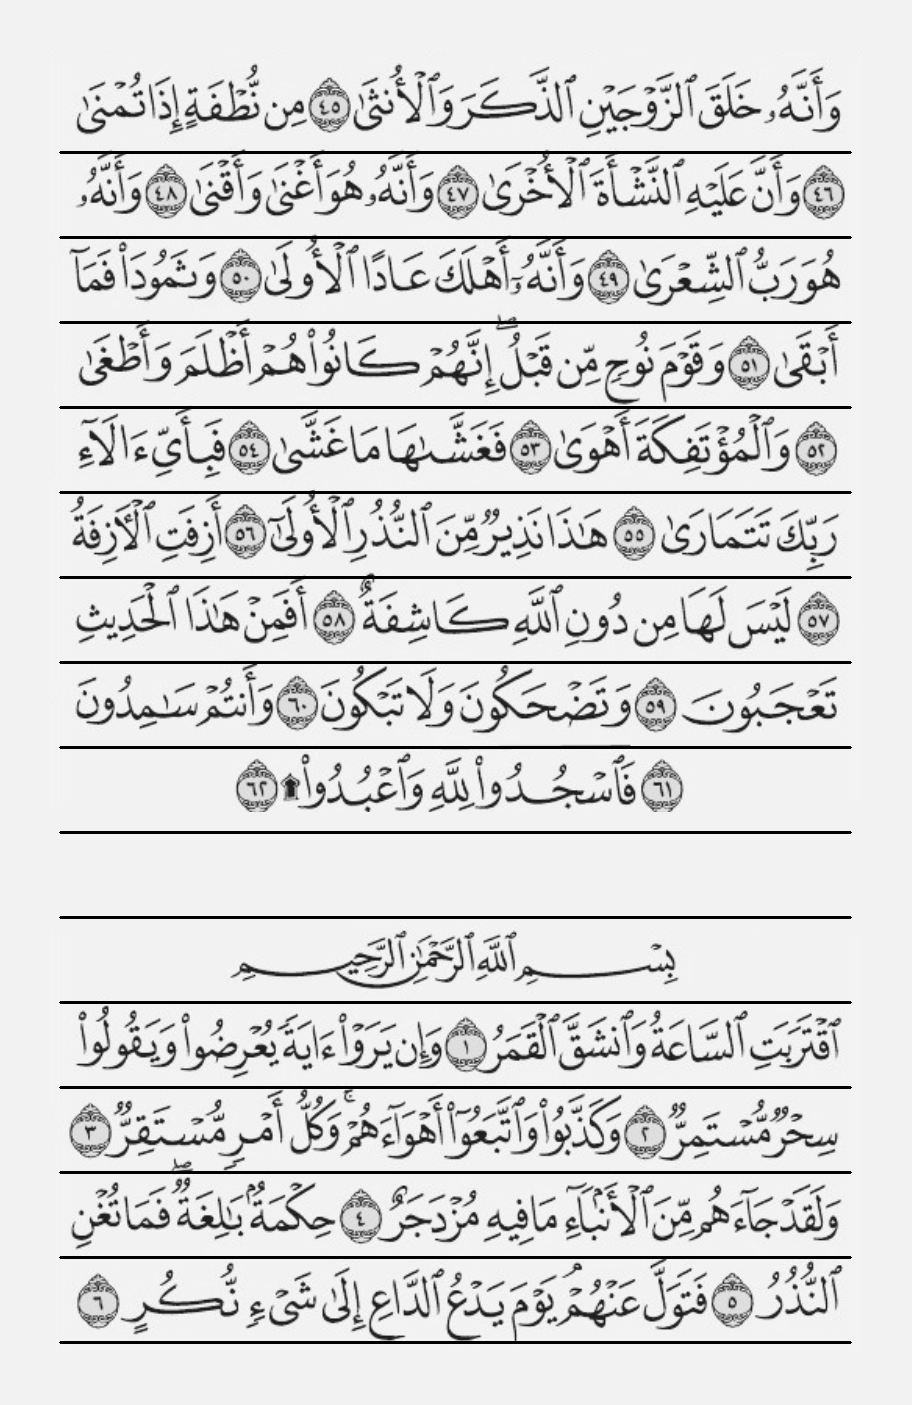 وَأَنَّهُۥ خَلَقَ ٱلزَّوْجَيْنِ ٱلذَّكَرَ وَٱلْأُنثَىٰ ٤٥ مِن نُّطْفَةٍ إِذَا تُمْنَىٰ
٤٦ وَأَنَّ عَلَيْهِ ٱلنَّشْأَةَ ٱلْأُخْرَىٰ ٤٧ وَأَنَّهُۥ هُوَ أَغْنَىٰ وَأَقْنَىٰ ٤٨ وَأَنَّهُۥ
هُوَ رَبُّ ٱلشِّعْرَىٰ ٤٩ وَأَنَّهُۥٓ أَهْلَكَ عَادًا ٱلْأُولَىٰ ٥٠ وَثَمُودَا۟ فَمَآ
أَبْقَىٰ ٥١ وَقَوْمَ نُوحٍ مِّن قَبْلُ ۖ إِنَّهُمْ كَانُوا۟ هُمْ أَظْلَمَ وَأَطْغَىٰ
٥٢ وَٱلْمُؤْتَفِكَةَ أَهْوَىٰ ٥٣ فَغَشَّىٰهَا مَا غَشَّىٰ ٥٤ فَبِأَىِّ ءَالَآءِ
رَبِّكَ تَتَمَارَىٰ ٥٥ هَٰذَا نَذِيرٌ مِّنَ ٱلنُّذُرِ ٱلْأُولَىٰٓ ٥٦ أَزِفَتِ ٱلْـَٔازِفَةُ
٥٧ لَيْسَ لَهَا مِن دُونِ ٱللَّهِ كَاشِفَةٌ ٥٨ أَفَمِنْ هَٰذَا ٱلْحَدِيثِ
تَعْجَبُونَ ٥٩ وَتَضْحَكُونَ وَلَا تَبْكُونَ ٦٠ وَأَنتُمْ سَٰمِدُونَ
٦١ فَٱسْجُدُوا۟ لِلَّهِ وَٱعْبُدُوا۟ ۩ ٦٢
بِسْمِ ٱللَّهِ ٱلرَّحْمَٰنِ ٱلرَّحِيمِ
ٱقْتَرَبَتِ ٱلسَّاعَةُ وَٱنشَقَّ ٱلْقَمَرُ ١ وَإِن يَرَوْا۟ ءَايَةً يُعْرِضُوا۟ وَيَقُولُوا۟
سِحْرٌ مُّسْتَمِرٌّ ٢ وَكَذَّبُوا۟ وَٱتَّبَعُوٓا۟ أَهْوَآءَهُمْ ۚ وَكُلُّ أَمْرٍ مُّسْتَقِرٌّ ٣
وَلَقَدْ جَآءَهُم مِّنَ ٱلْأَنۢبَآءِ مَا فِيهِ مُزْدَجَرٌ ٤ حِكْمَةٌۢ بَٰلِغَةٌ ۖ فَمَا تُغْنِ
ٱلنُّذُرُ ٥ فَتَوَلَّ عَنْهُمْ ۘ يَوْمَ يَدْعُ ٱلدَّاعِ إِلَىٰ شَىْءٍ نُّكُرٍ ٦